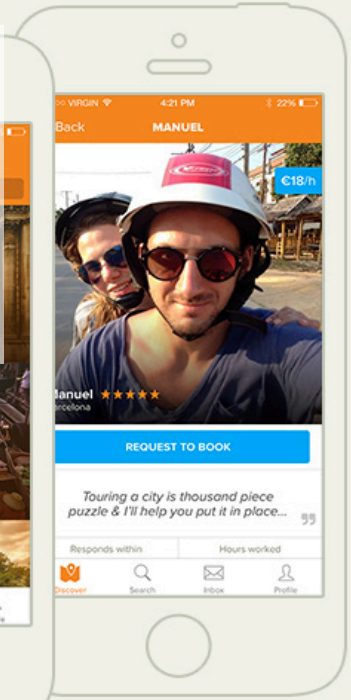 VIRGIN 4:21 PM 22%
Back MANUEL
€18/h
Manuel
arcelona
REQUEST TO BOOK
Touring a city is thousand piece
puzzle & I'll help you put it in place...
Responds within Hours worked
Discover Search Inbox Profile